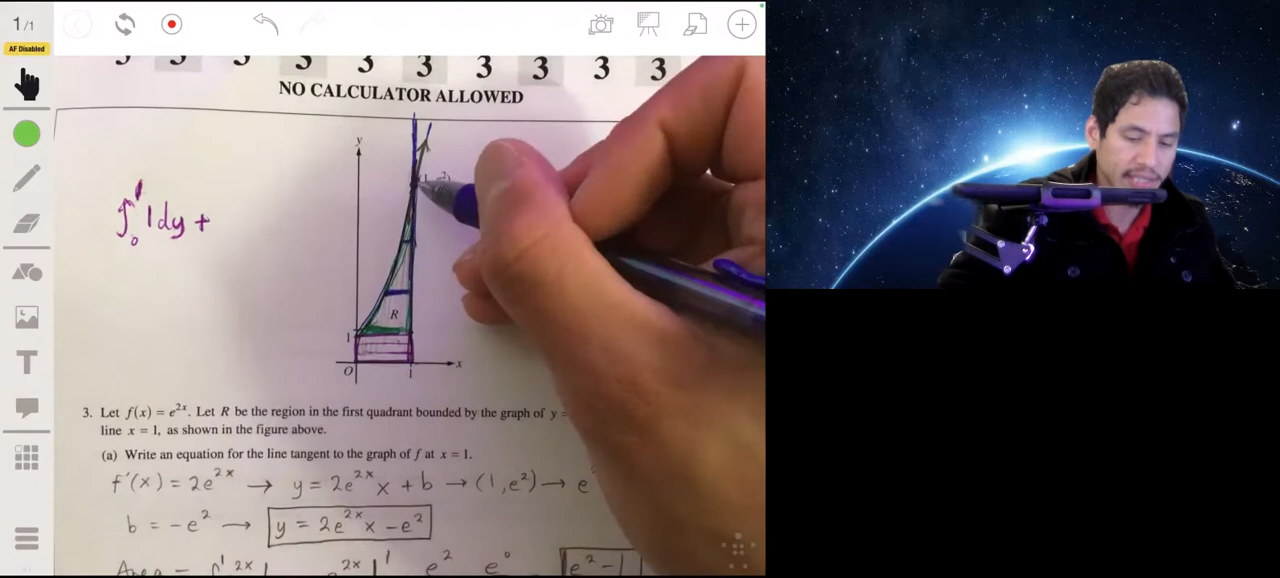 1/1
AF Disabled
3 3 3 3 3 3 3 3 3 3
NO CALCULATOR ALLOWED
y
∫₀¹ 1dy +
R
1
O 1 x
3. Let f(x) = e^{2x}. Let R be the region in the first quadrant bounded by the graph of y =
line x = 1, as shown in the figure above.
(a) Write an equation for the line tangent to the graph of f at x = 1.
f'(x) = 2e^{2x} → y = 2e^{2x} x + b → (1, e²) → e
b = -e² → y = 2e^{2x} x - e²
e² - 1
T